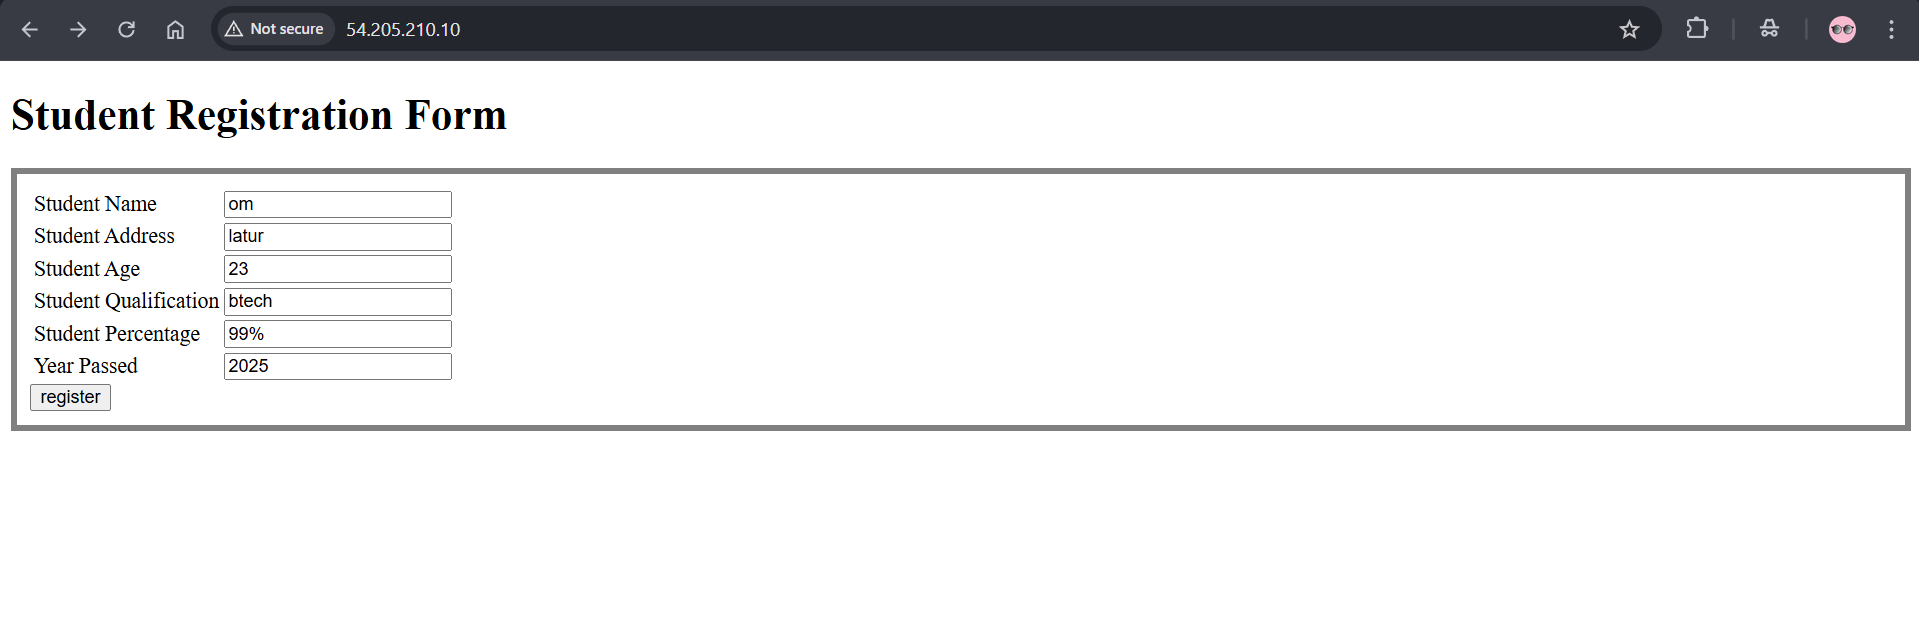 Not secure 54.205.210.10
Student Registration Form
Student Name om
Student Address latur
Student Age 23
Student Qualification btech
Student Percentage 99%
Year Passed 2025
register